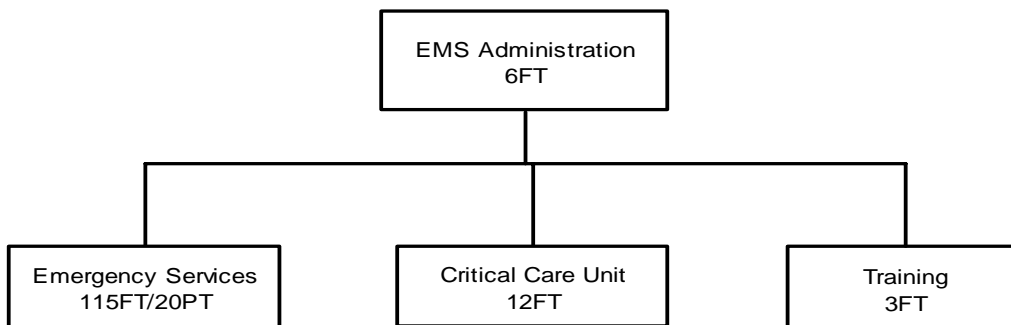 EMS Administration
6FT
Emergency Services
115FT/20PT
Critical Care Unit
12FT
Training
3FT